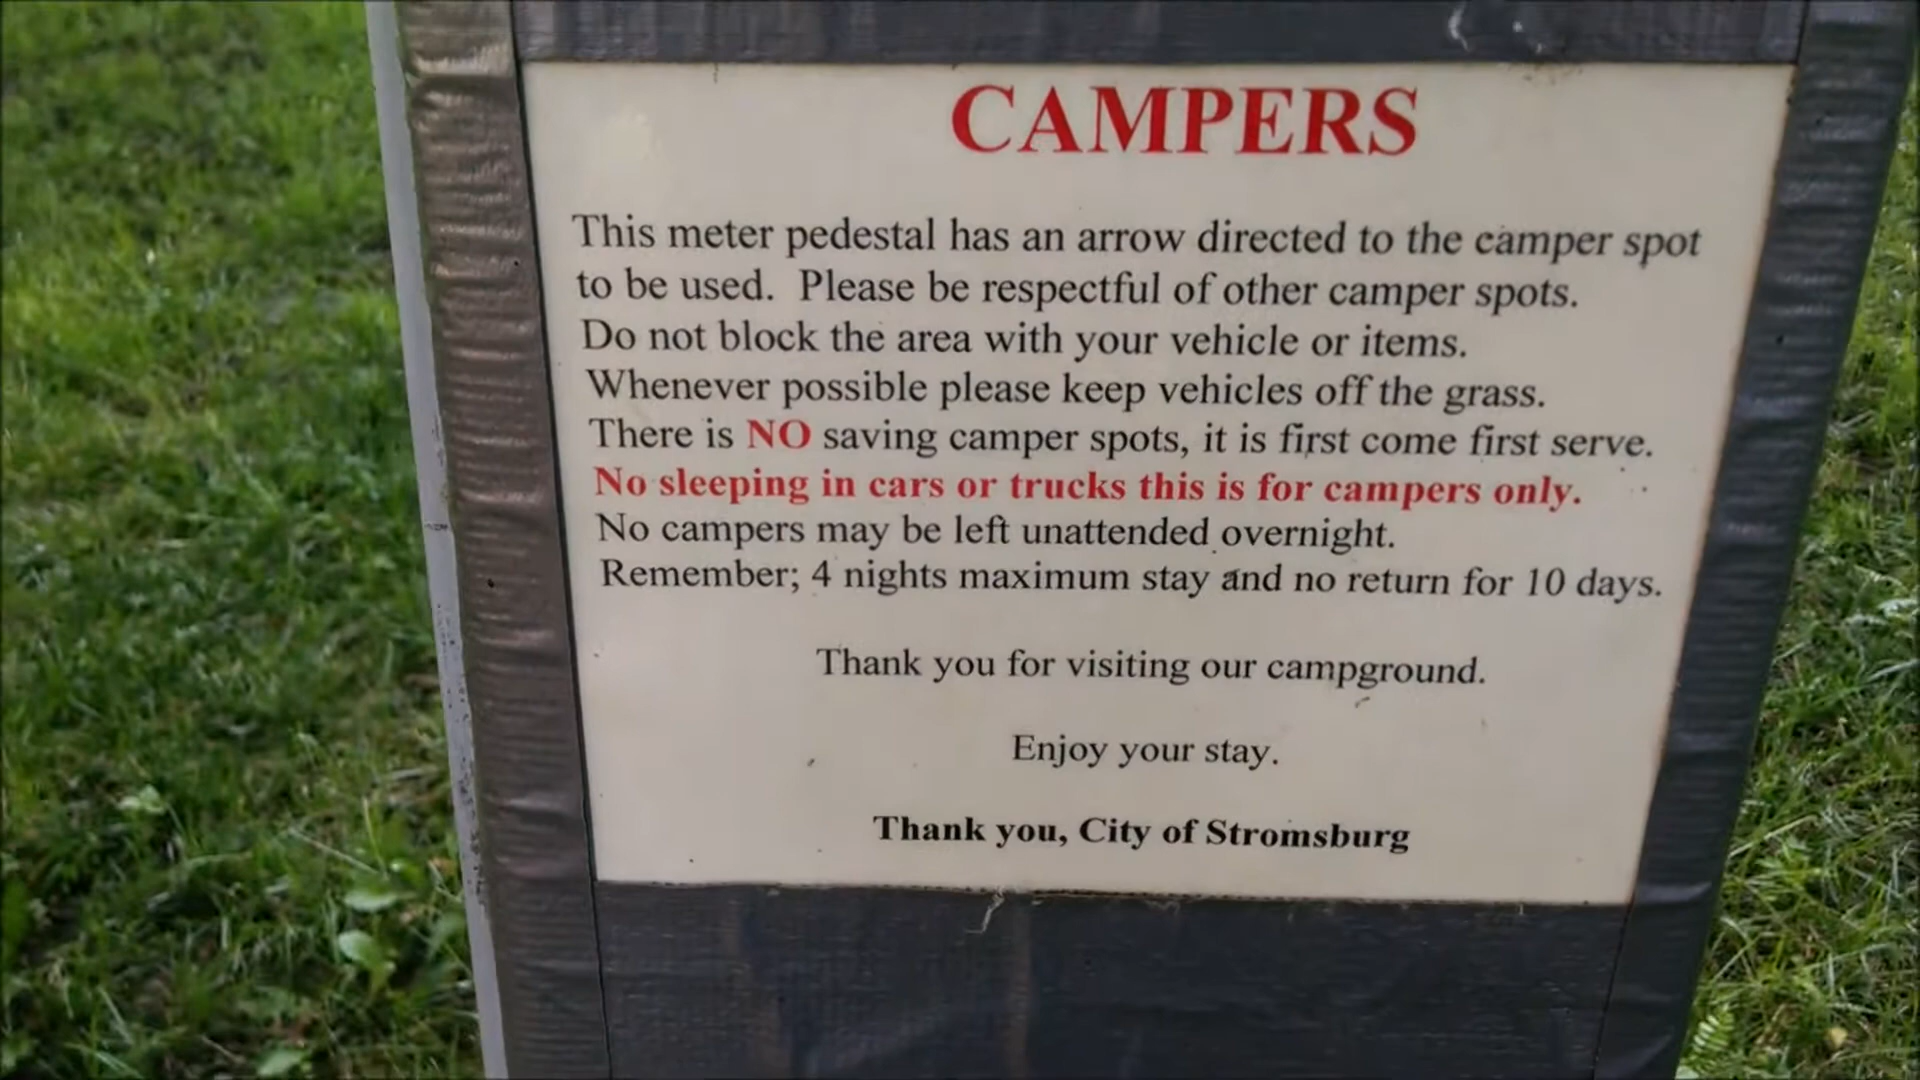 CAMPERS
This meter pedestal has an arrow directed to the camper spot
to be used. Please be respectful of other camper spots.
Do not block the area with your vehicle or items.
Whenever possible please keep vehicles off the grass.
There is NO saving camper spots, it is first come first serve.
No sleeping in cars or trucks this is for campers only.
No campers may be left unattended overnight.
Remember; 4 nights maximum stay and no return for 10 days.
Thank you for visiting our campground.
Enjoy your stay.
Thank you, City of Stromsburg